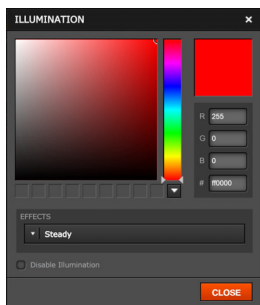 ILLUMINATION ×
R 255
G 0
B 0
# ff0000
EFFECTS
Steady
Disable Illumination
CLOSE